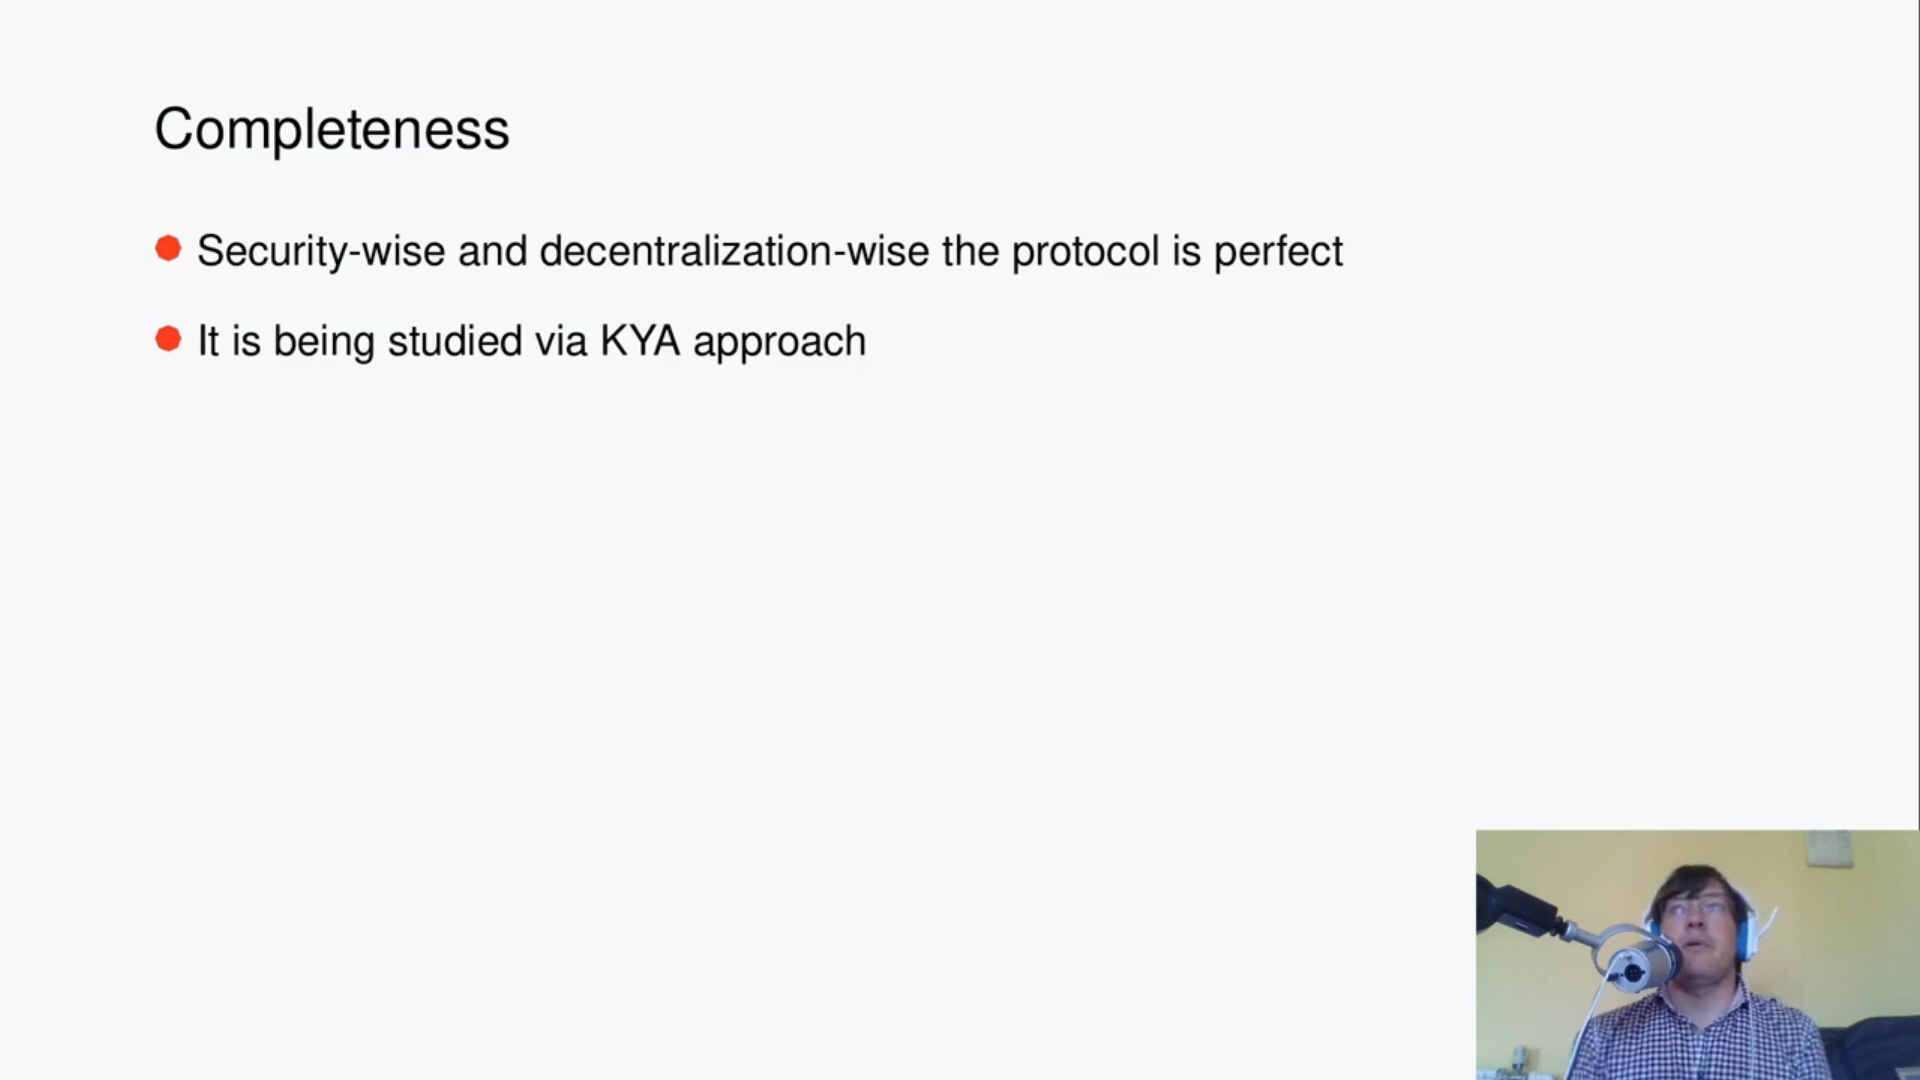 Completeness
Security-wise and decentralization-wise the protocol is perfect
It is being studied via KYA approach